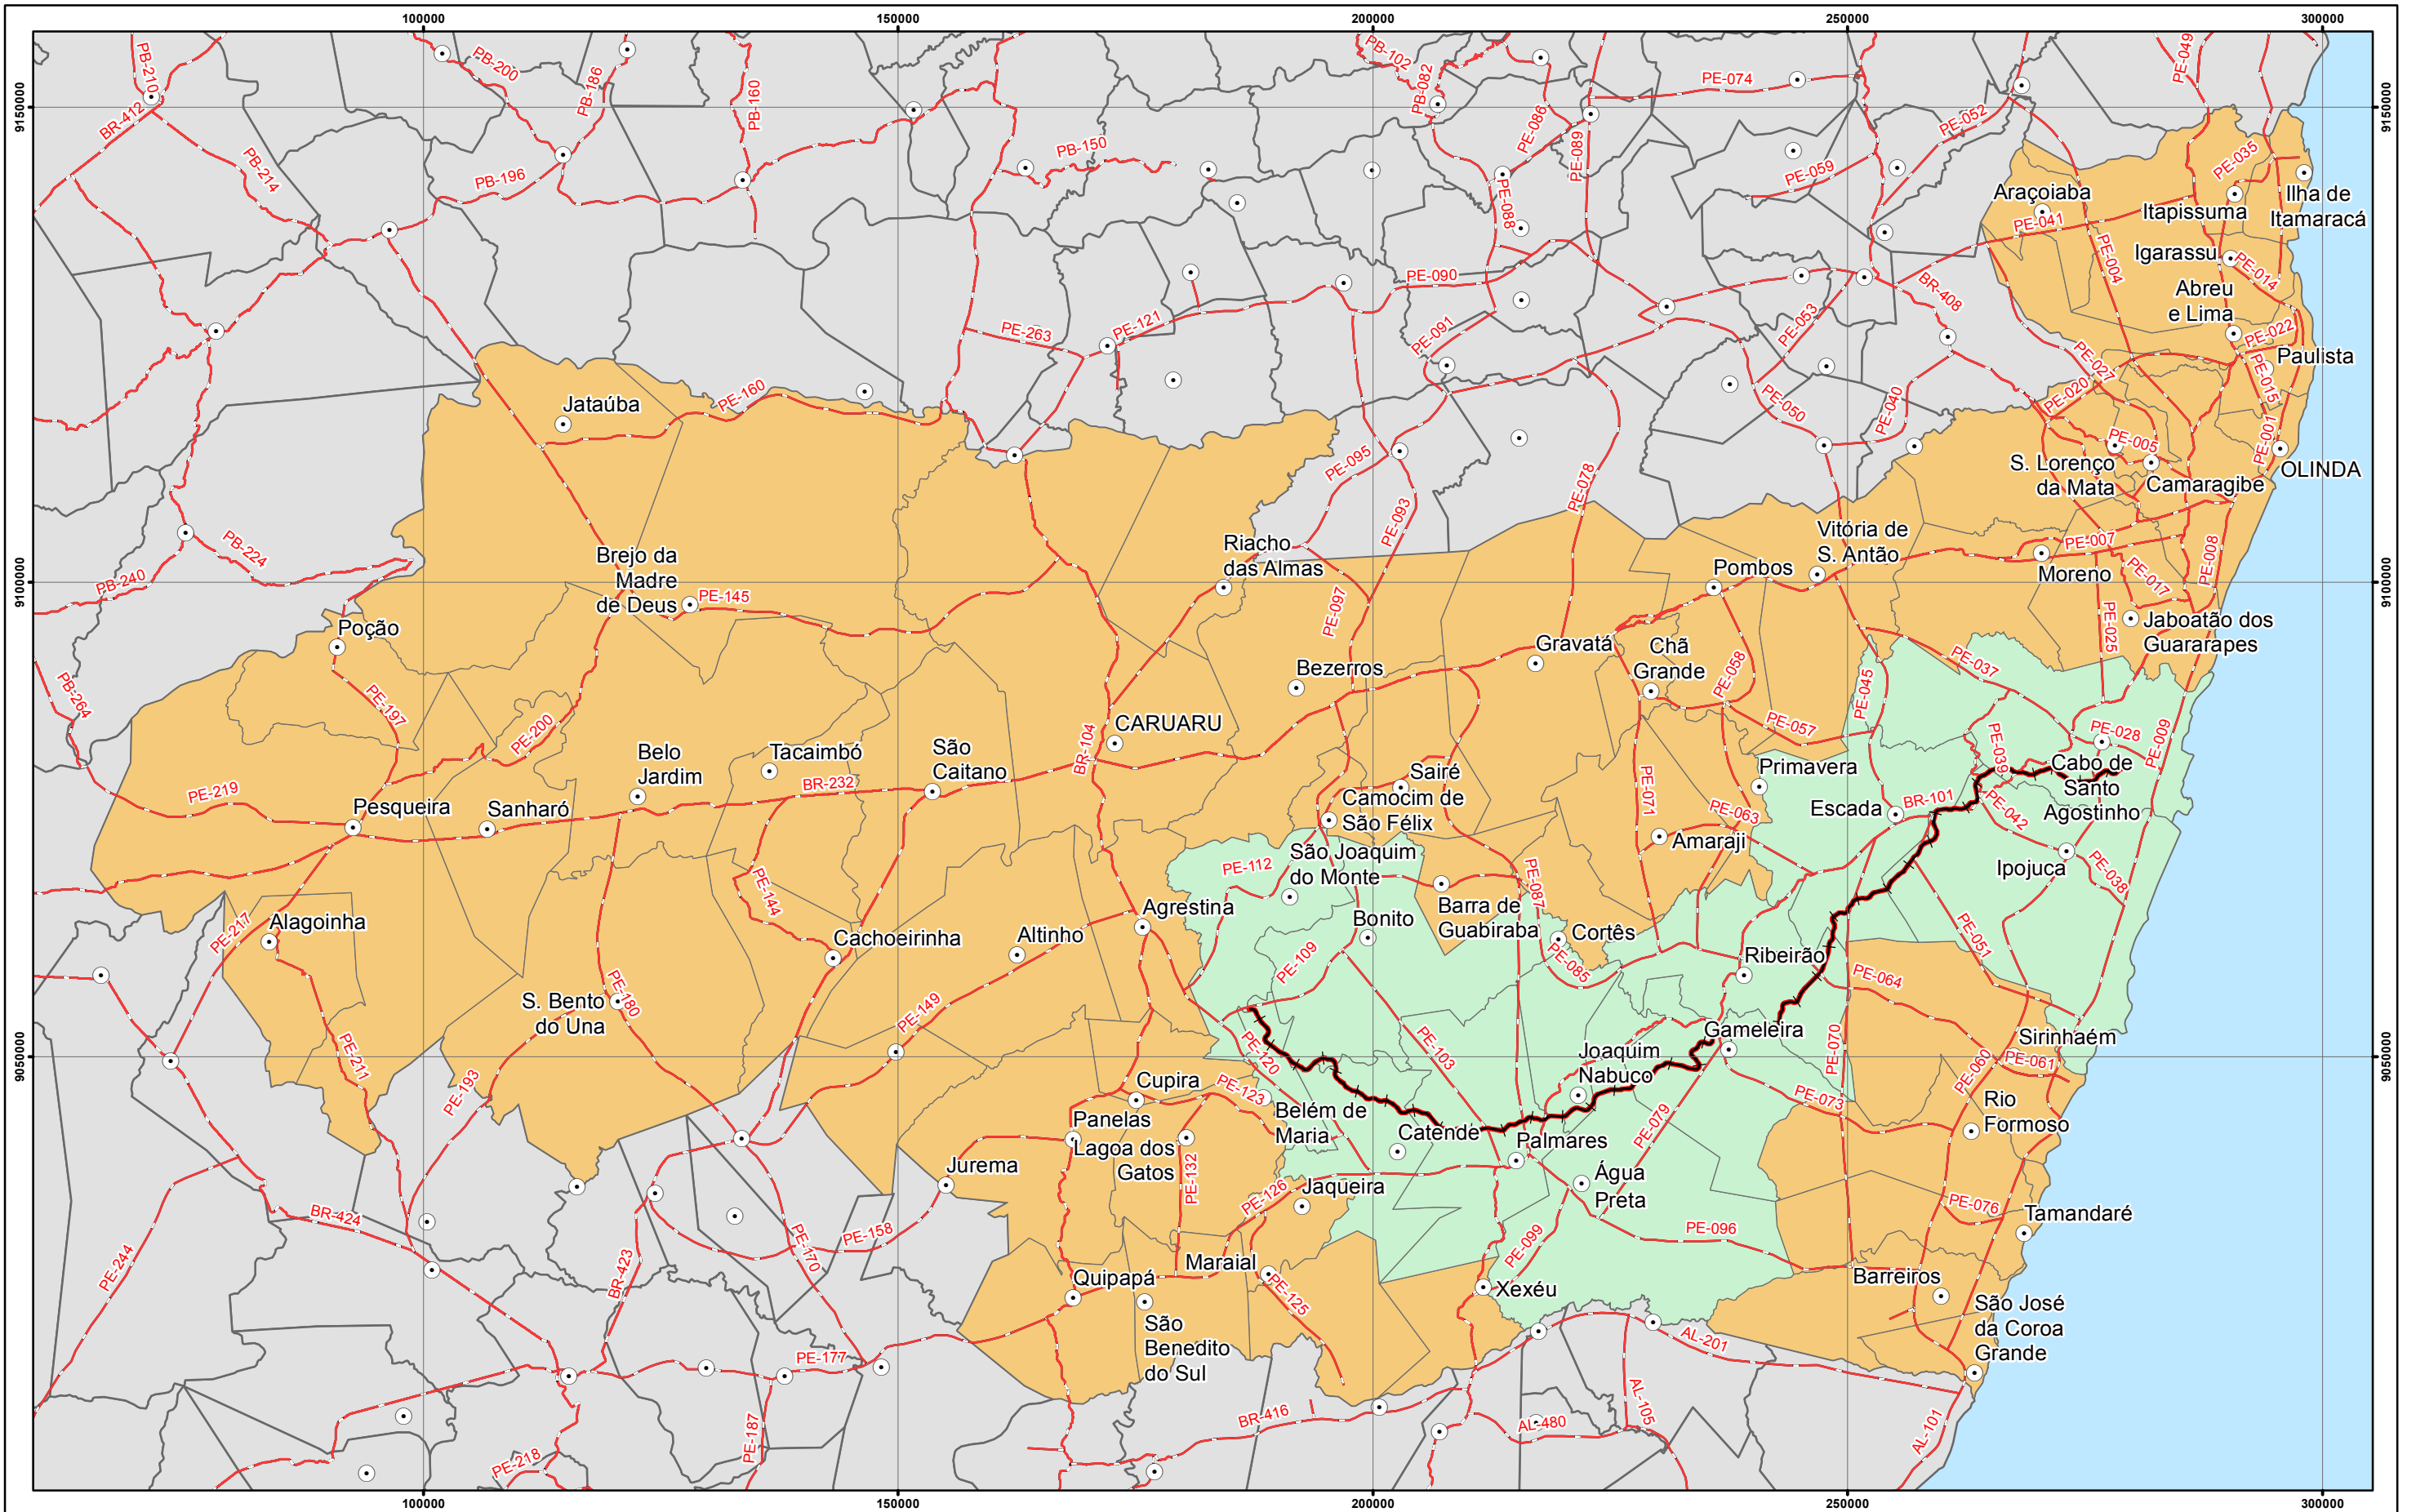 100000
150000
200000
250000
300000
PB-210
PB-200
PB-186
PB-160
PB-102
PB-082
PE-074
PE-049
9150000
9150000
BR-412
PB-214
PB-196
PB-150
PE-086
PE-089
PE-088
PE-059
PE-052
PE-035
Araçoiaba
Itapissuma
Ilha de
Itamaracá
PE-041
PE-004
Igarassu
PE-014
PE-090
BR-408
Abreu
e Lima
PE-263
PE-121
PE-091
PE-053
PE-022
Paulista
PE-027
PE-015
PE-020
PE-050
PE-040
PE-160
Jataúba
PE-001
PE-005
OLINDA
S. Lorenço
da Mata
Camaragibe
PE-095
PE-078
PE-093
PB-224
PB-240
Brejo da
Madre
de Deus
PE-145
Riacho
das Almas
Vitória de
S. Antão
Pombos
PE-007
PE-008
Moreno
PE-017
9100000
9100000
Poção
PE-097
PE-025
Jaboatão dos
Guararapes
Gravatá
Chã
Grande
Bezerros
PE-058
PE-037
PE-045
PB-264
PE-197
PE-200
CARUARU
PE-057
PE-028
PE-009
PE-039
BR-104
Belo
Jardim
Tacaimbó
São
Caitano
BR-232
PE-219
Pesqueira
Sanharó
Sairé
Camocim de
São Félix
PE-071
Primavera
Cabo de
Santo
Agostinho
Escada
BR-101
PE-042
PE-063
Amaraji
Ipojuca
PE-038
PE-112
São Joaquim
do Monte
PE-087
PE-144
Agrestina
Bonito
Barra de
Guabiraba
Cortês
PE-217
Alagoinha
Cachoeirinha
Altinho
PE-109
PE-085
Ribeirão
PE-051
PE-064
S. Bento
do Una
PE-180
PE-149
PE-211
PE-120
PE-103
Gameleira
PE-070
Sirinhaém
PE-061
PE-060
9050000
9050000
Joaquim
Nabuco
PE-193
Cupira
PE-123
Panelas
Lagoa dos
Gatos
Belém de
Maria
Catende
Palmares
PE-079
PE-073
Rio
Formoso
Jurema
PE-132
PE-126
Jaqueira
Água
Preta
PE-076
Tamandaré
BR-424
PE-158
PE-170
PE-244
BR-423
PE-099
PE-096
Maraial
PE-125
Quipapá
Xexéu
Barreiros
São
Benedito
do Sul
São José
da Coroa
Grande
PE-177
AL-201
PE-187
BR-416
AL-480
AL-105
AL-101
PE-218
100000
150000
200000
250000
300000